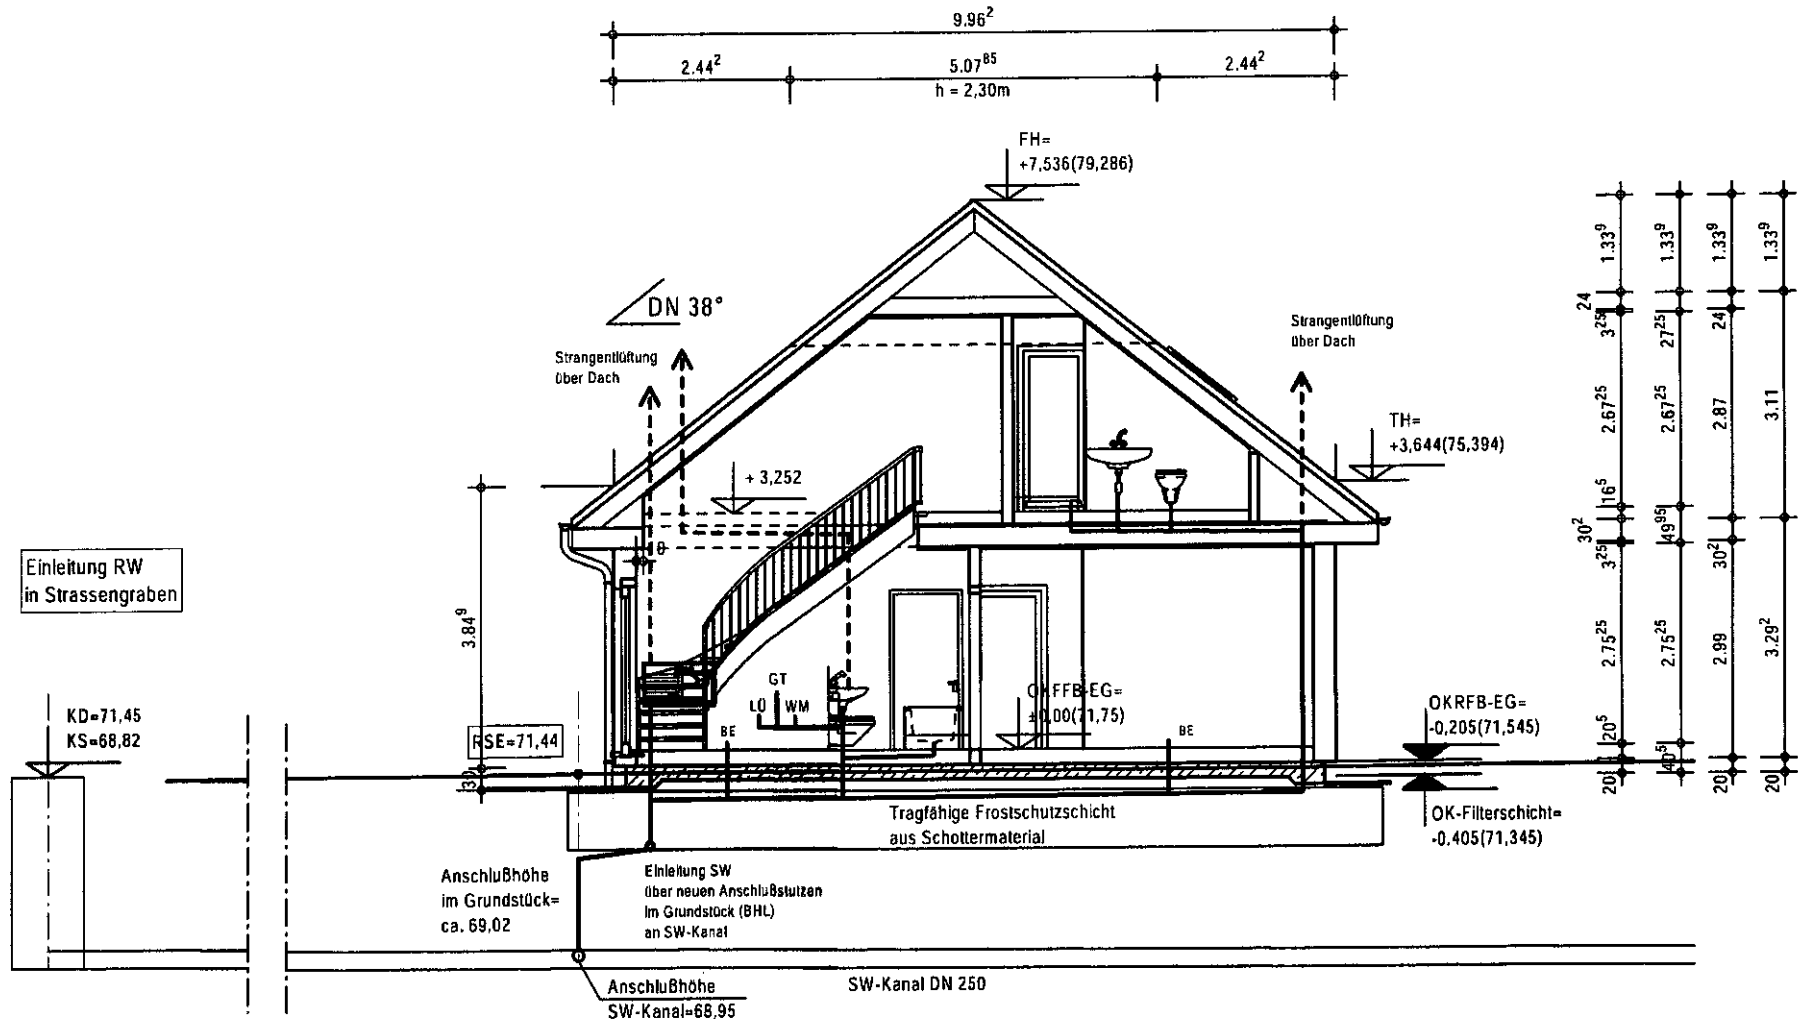 9.96²
2.44²
5.07⁸⁵
2.44²
h = 2,30m
FH=
+7,536(79,286)
DN 38°
Strangentlüftung
über Dach
Strangentlüftung
über Dach
TH=
+3,644(75,394)
+ 3,252
Einleitung RW
in Strassengraben
3.84⁹
30
8
KD=71,45
KS=68,82
RSE=71,44
GT
LÜ WM
BE
OKFFB-EG=
±0,00(71,75)
BE
OKRFB-EG=
-0,205(71,545)
OK-Filterschicht=
-0.405(71,345)
Tragfähige Frostschutzschicht
aus Schottermaterial
Anschlußhöhe
im Grundstück=
ca. 69,02
Einleitung SW
über neuen Anschlußstutzen
im Grundstück (BHL)
an SW-Kanal
Anschlußhöhe
SW-Kanal=68,95
SW-Kanal DN 250
1.33⁹
24
3²⁵
2.67²⁵
16⁵
30²
3²⁵
2.75²⁵
20⁵
20
1.33⁹
27²⁵
2.67²⁵
49⁹⁵
2.75²⁵
40⁵
1.33⁹
24
2.87
30²
2.99
20
1.33⁹
3.11
3.29²
20